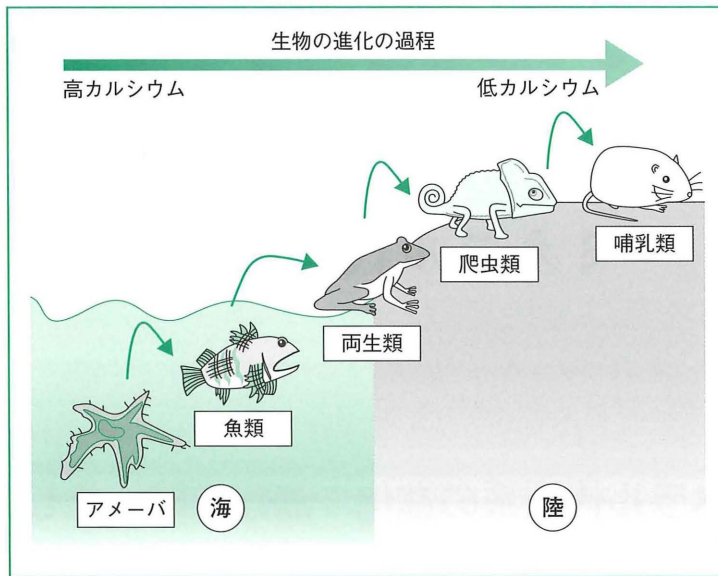 生物の進化の過程
高カルシウム
低カルシウム
哺乳類
爬虫類
両生類
魚類
アメーバ
海
陸